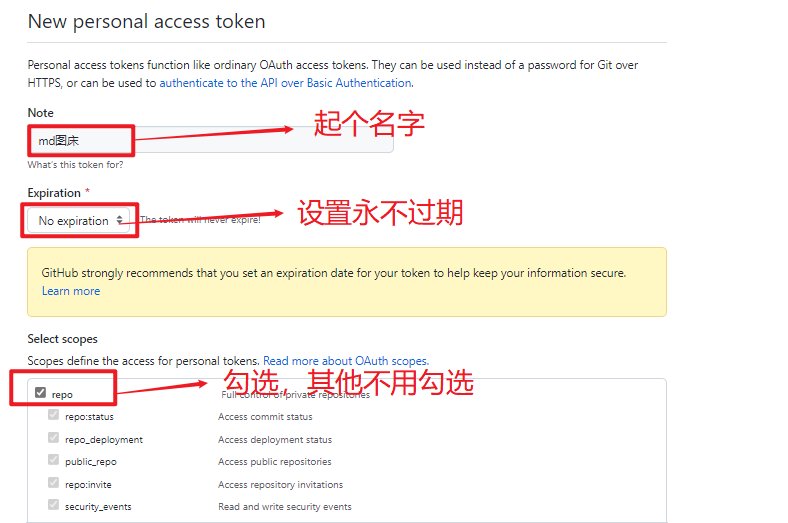 New personal access token
Personal access tokens function like ordinary OAuth access tokens. They can be used instead of a password for Git over
HTTPS, or can be used to authenticate to the API over Basic Authentication.
Note
md图床
起个名字
What's this token for?
Expiration *
No expiration
The token will never expire!
设置永不过期
GitHub strongly recommends that you set an expiration date for your token to help keep your information secure.
Learn more
Select scopes
Scopes define the access for personal tokens. Read more about OAuth scopes.
repo
Full control of private repositories
勾选，其他不用勾选
repo:status Access commit status
repo_deployment Access deployment status
public_repo Access public repositories
repo:invite Access repository invitations
security_events Read and write security events